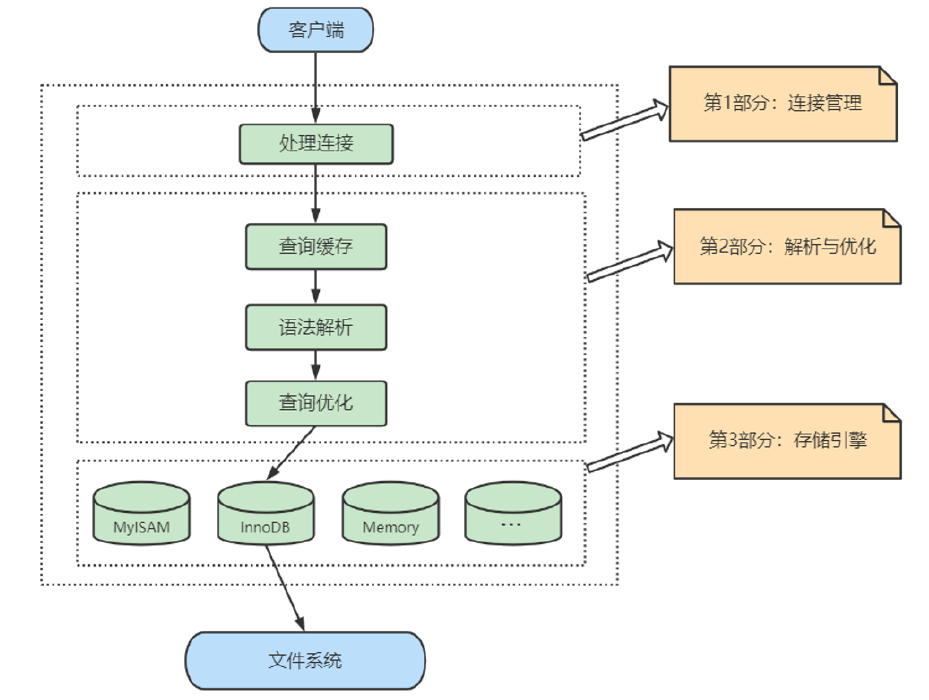 客户端
处理连接
第1部分：连接管理
查询缓存
第2部分：解析与优化
语法解析
查询优化
第3部分：存储引擎
MyISAM
InnoDB
Memory
...
文件系统